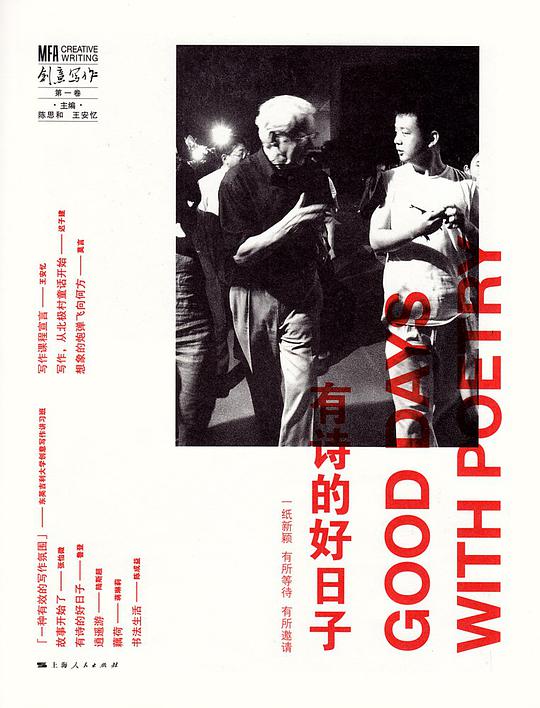 MFA CREATIVE
WRITING
创意写作
第一卷
·主编·
陈思和 王安忆
写作课程宣言 —— 王安忆
写作，从北极村童话开始 —— 迟子建
想象的炮弹飞向何方 —— 莫言
「一种有效的写作氛围」 —— 东英吉利大学创意写作讲习班
故事开始了 —— 张怡微
有诗的好日子 —— 鲁登
逍遥游 —— 陆斯超
藕荷 —— 蒋瑞莉
书法生活 —— 陈成益
一纸新颖 有所等待 有所邀请
有诗的好日子
GOOD DAYS
WITH POETRY
上海人民出版社